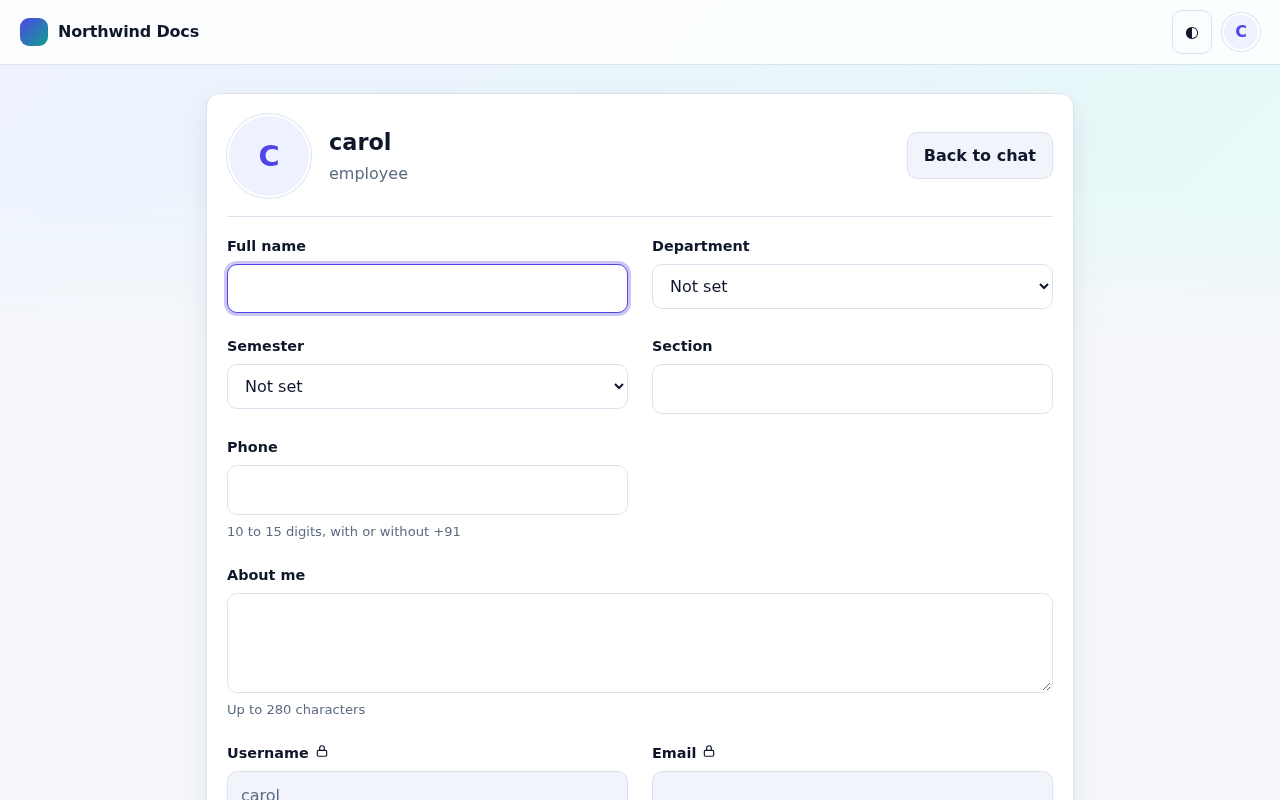 Northwind Docs
C
C
carol
employee
Back to chat
Full name
Department
Not set
Semester
Section
Not set
Phone
10 to 15 digits, with or without +91
About me
Up to 280 characters
Username
Email
carol